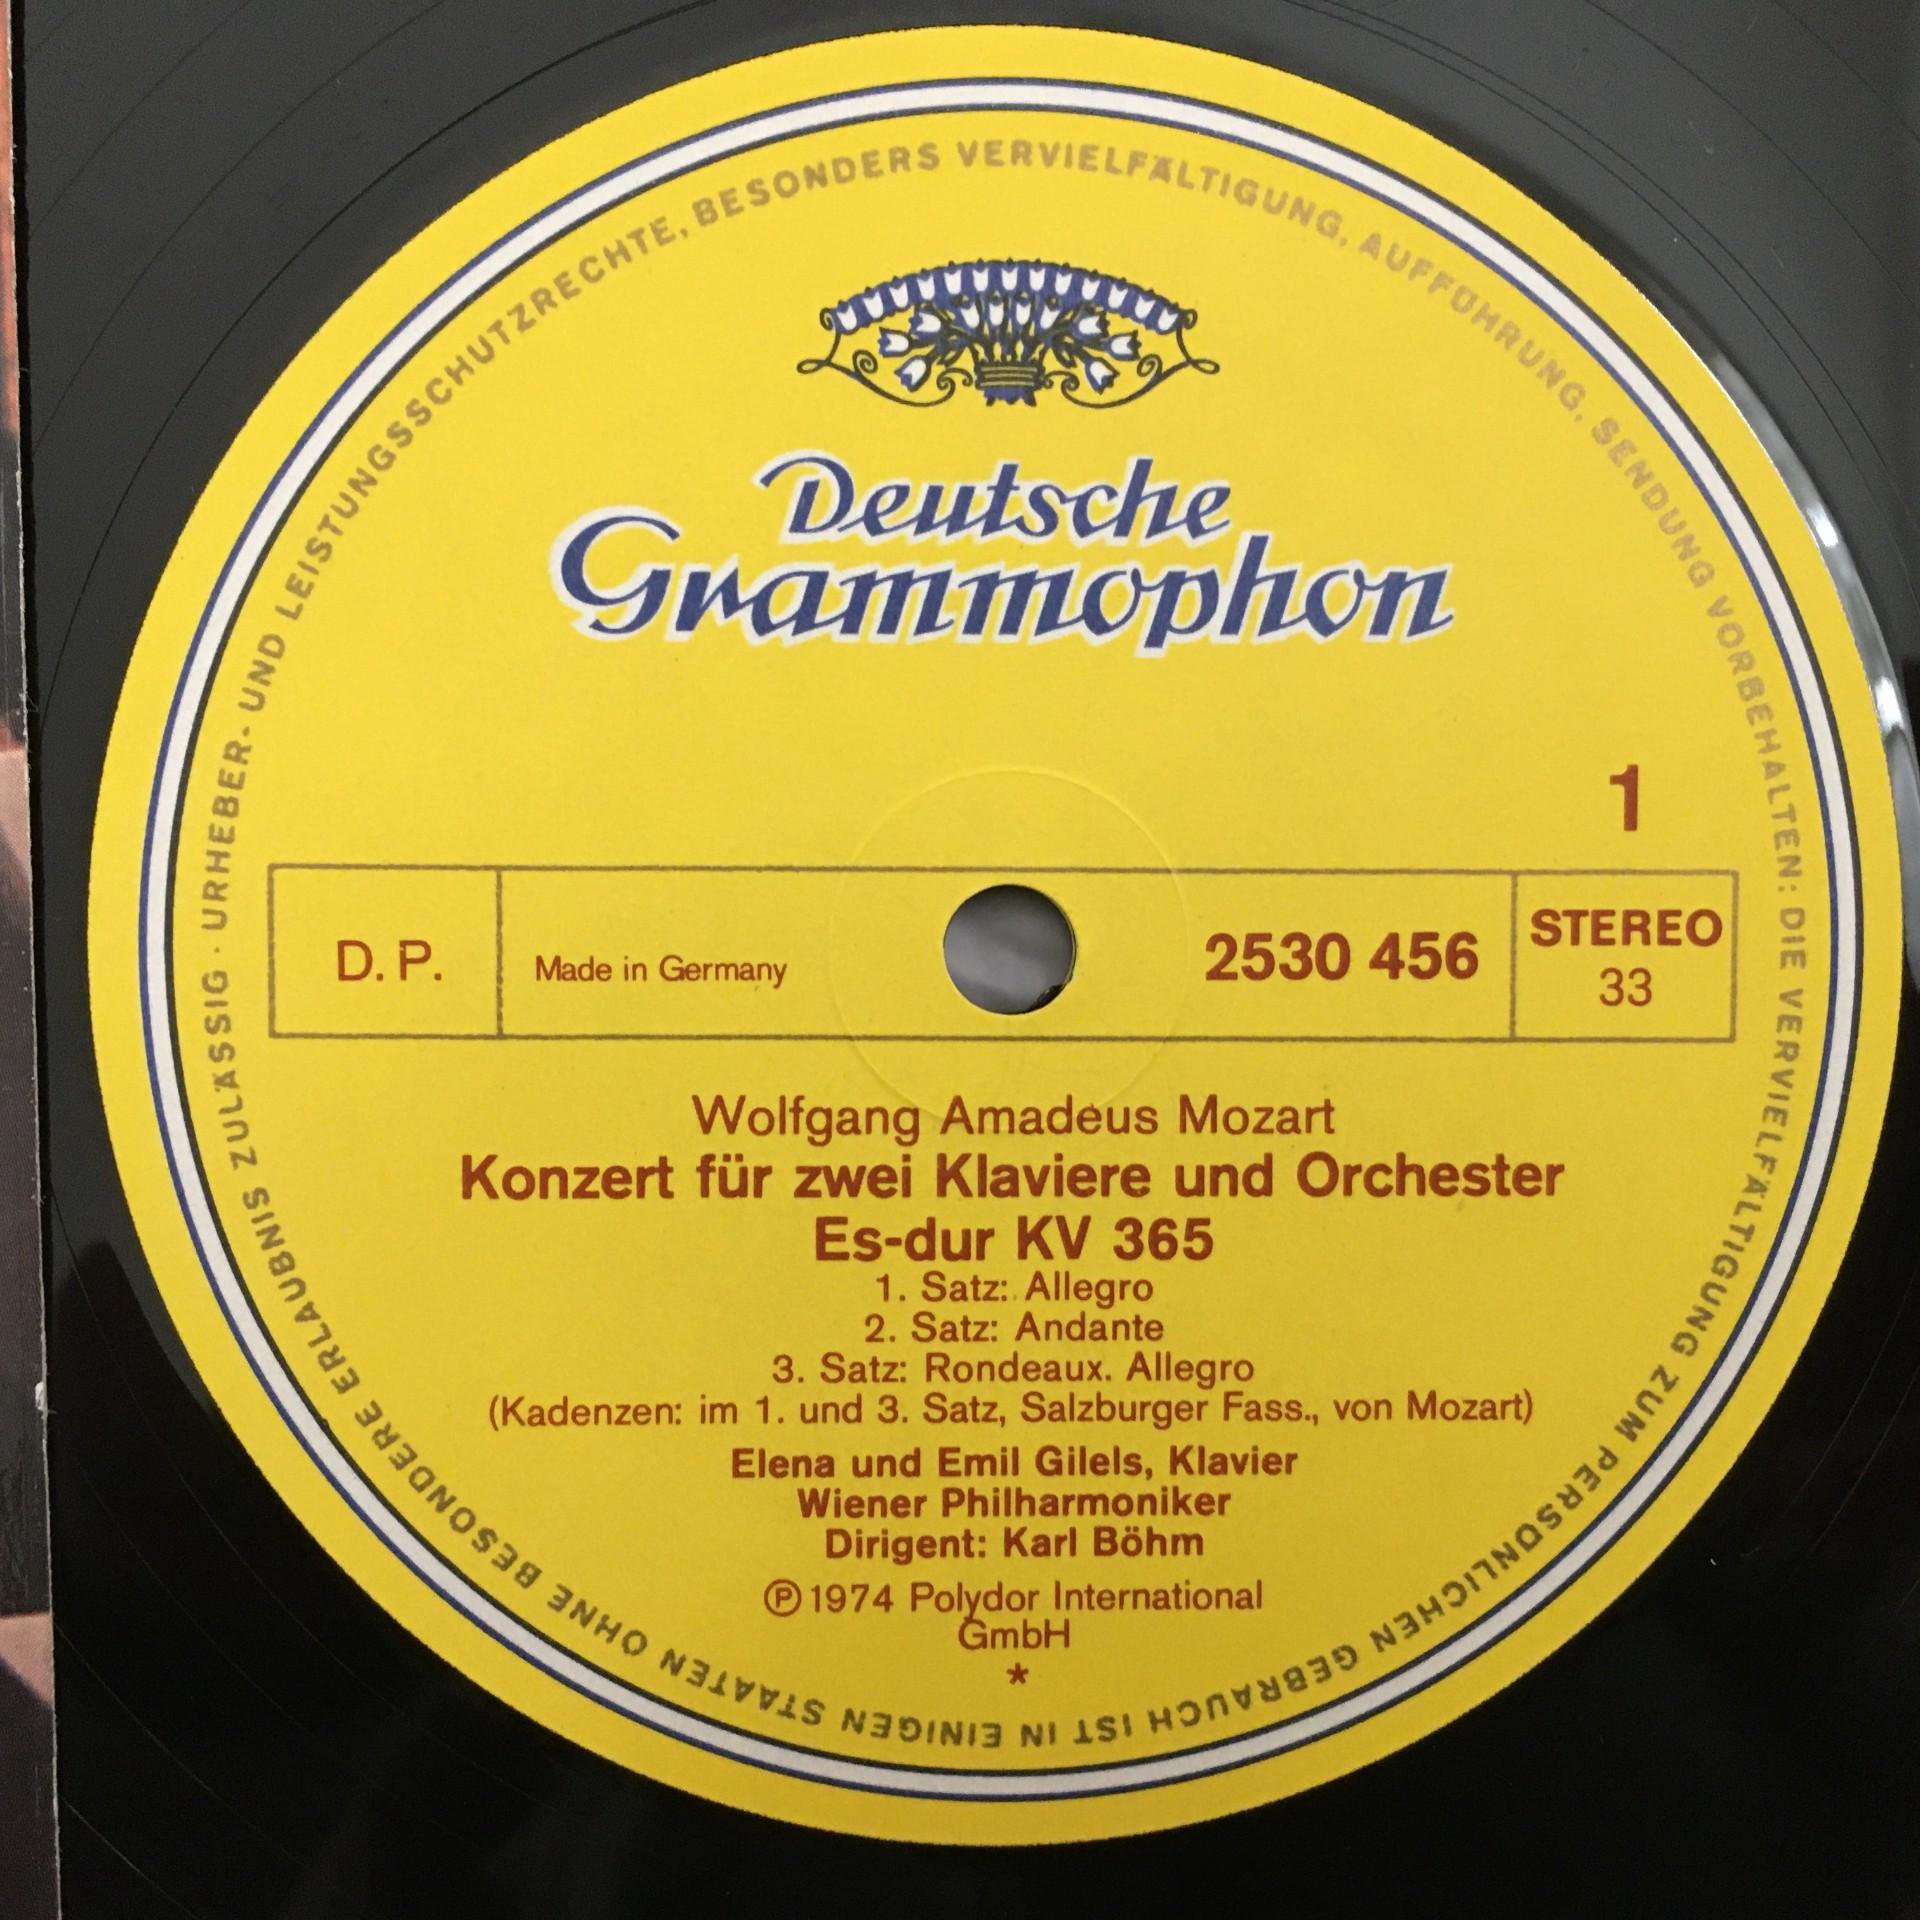 URHEBER- UND LEISTUNGSSCHUTZRECHTE, BESONDERS VERVIELFÄLTIGUNG, AUFFÜHRUNG, SENDUNG VORBEHALTEN: DIE VERVIELFÄLTIGUNG ZUM PERSÖNLICHEN GEBRAUCH IST IN EINIGEN STAATEN OHNE BESONDERE ERLAUBNIS ZULÄSSIG ·
Deutsche
Grammophon
1
D. P.
Made in Germany
2530 456
STEREO
33
Wolfgang Amadeus Mozart
Konzert für zwei Klaviere und Orchester
Es-dur KV 365
1. Satz: Allegro
2. Satz: Andante
3. Satz: Rondeaux. Allegro
(Kadenzen: im 1. und 3. Satz, Salzburger Fass., von Mozart)
Elena und Emil Gilels, Klavier
Wiener Philharmoniker
Dirigent: Karl Böhm
℗ 1974 Polydor International
GmbH
*